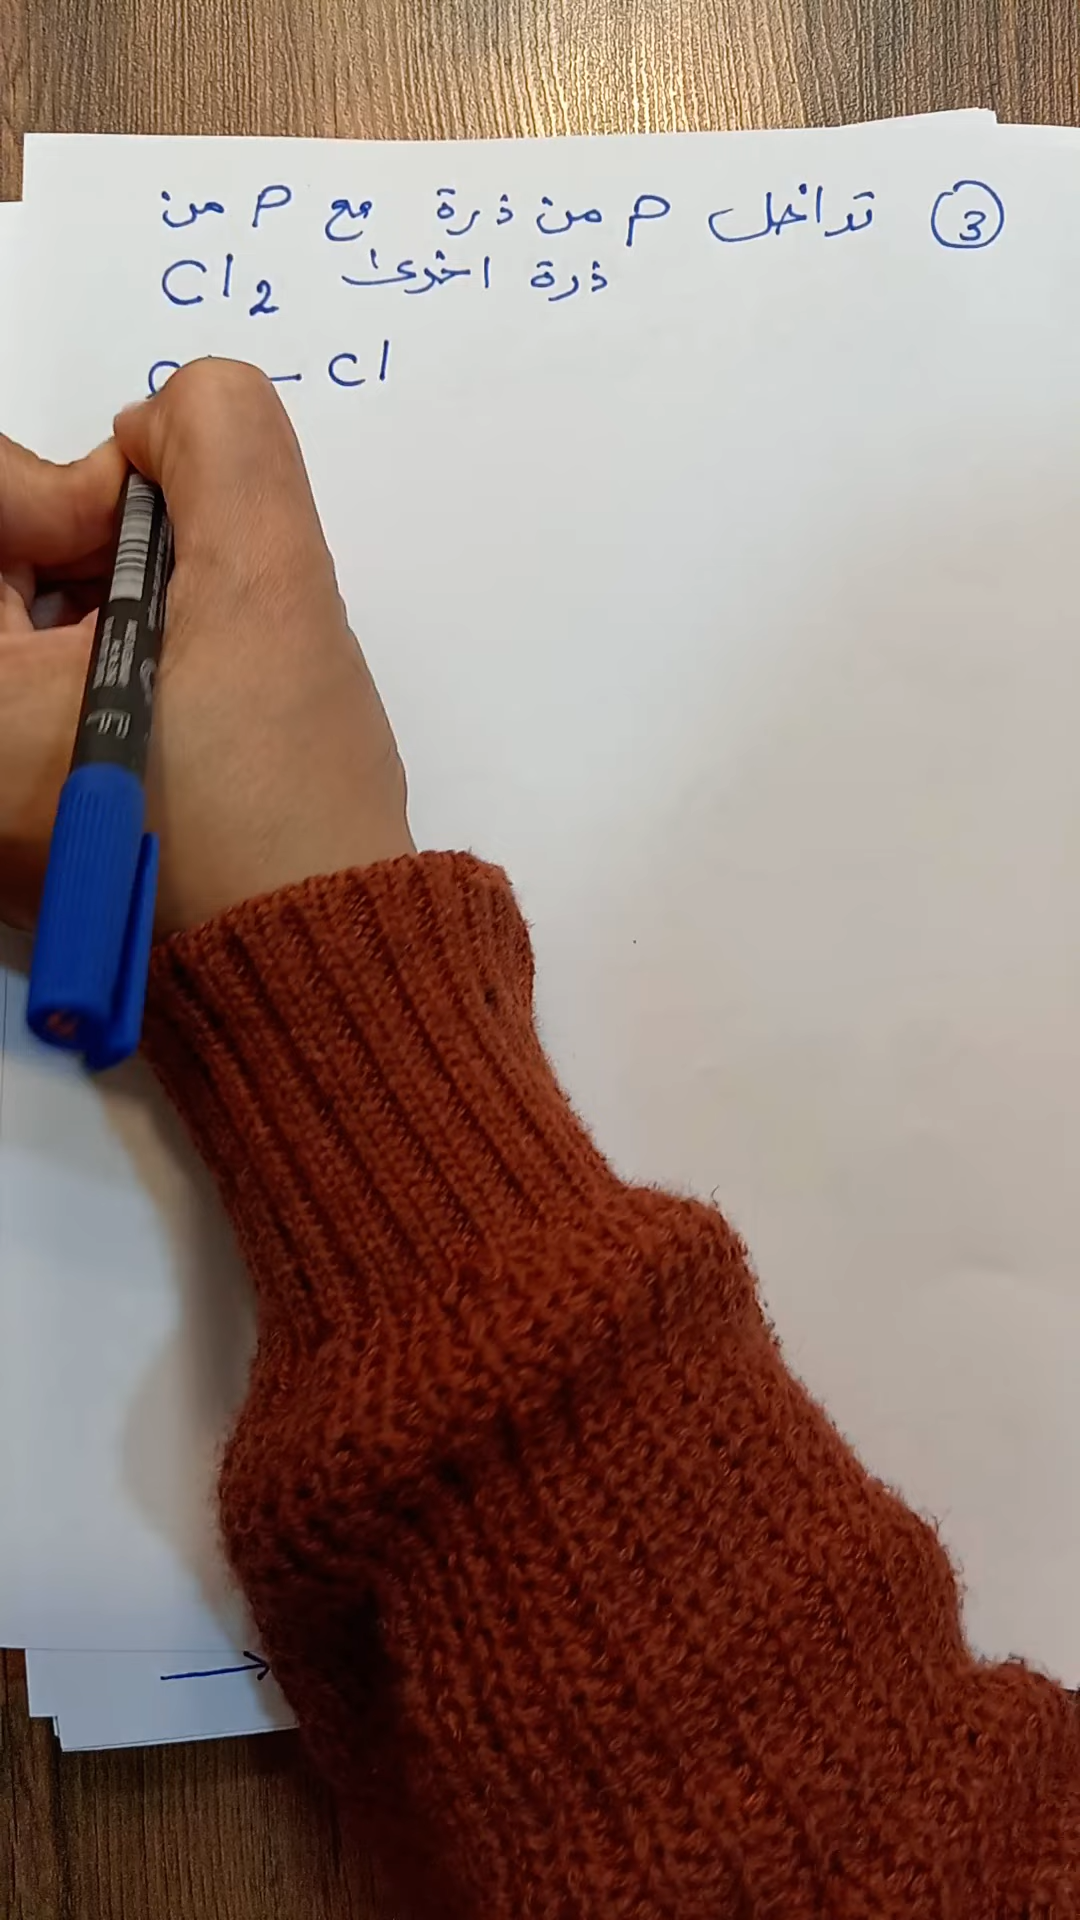 ③ تداخل P من ذرة مع P من
ذرة اخرى Cl2
— Cl